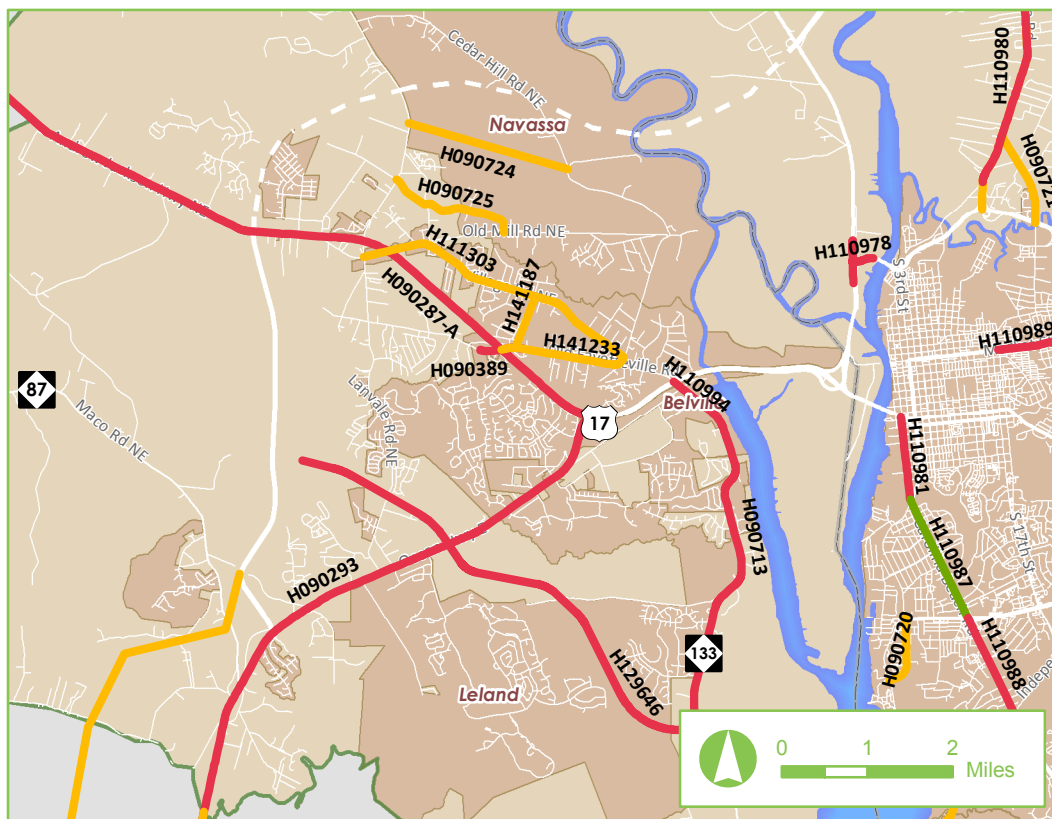 H110980
Rd
Cedar Hill Rd NE
Navassa
H090724
H090721
H090725
Old Mill Rd NE
H111303
H110978
S 3rd St
H141187
H090287-A
H110989
H141233
H090389
H110994
87
Lanvale Rd NE
Belville
17
Maco Rd NE
H110981
H090713
S 17th St
H110987
H090293
H090720
H110988
133
H129646
Leland
0 1 2
Miles